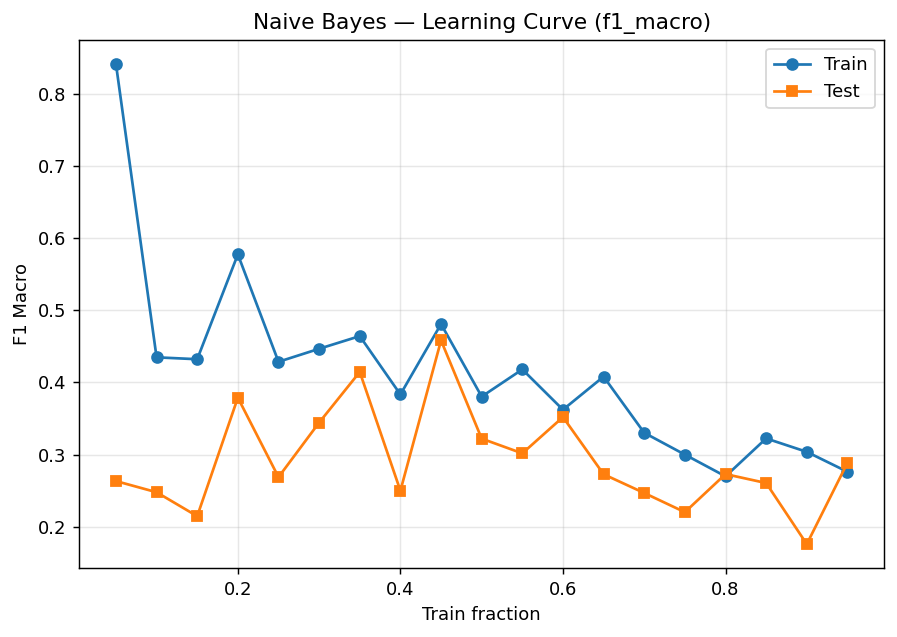 Naive Bayes — Learning Curve (f1_macro)
Train
Test
F1 Macro
0.8
0.7
0.6
0.5
0.4
0.3
0.2
0.2 0.4 0.6 0.8
Train fraction